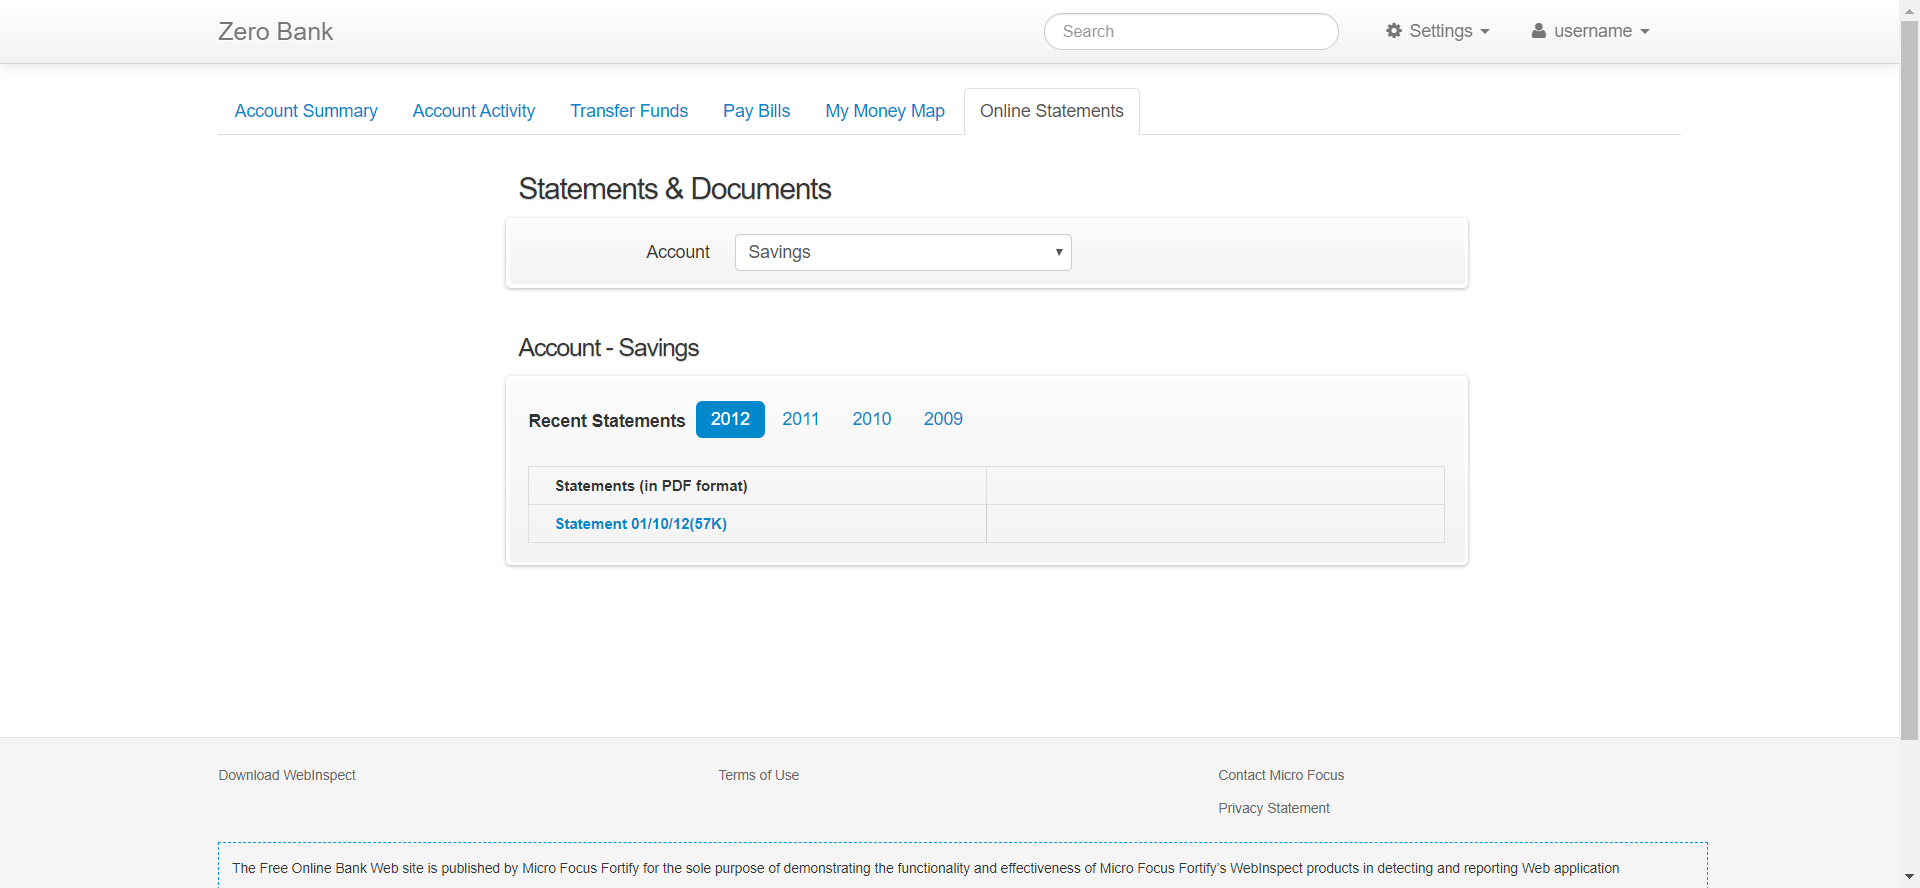 Zero Bank
Search
Settings
username
Account Summary
Account Activity
Transfer Funds
Pay Bills
My Money Map
Online Statements
Statements & Documents
Account
Savings
Account - Savings
Recent Statements
2012
2011
2010
2009
Statements (in PDF format)
Statement 01/10/12(57K)
Download WebInspect
Terms of Use
Contact Micro Focus
Privacy Statement
The Free Online Bank Web site is published by Micro Focus Fortify for the sole purpose of demonstrating the functionality and effectiveness of Micro Focus Fortify's WebInspect products in detecting and reporting Web application